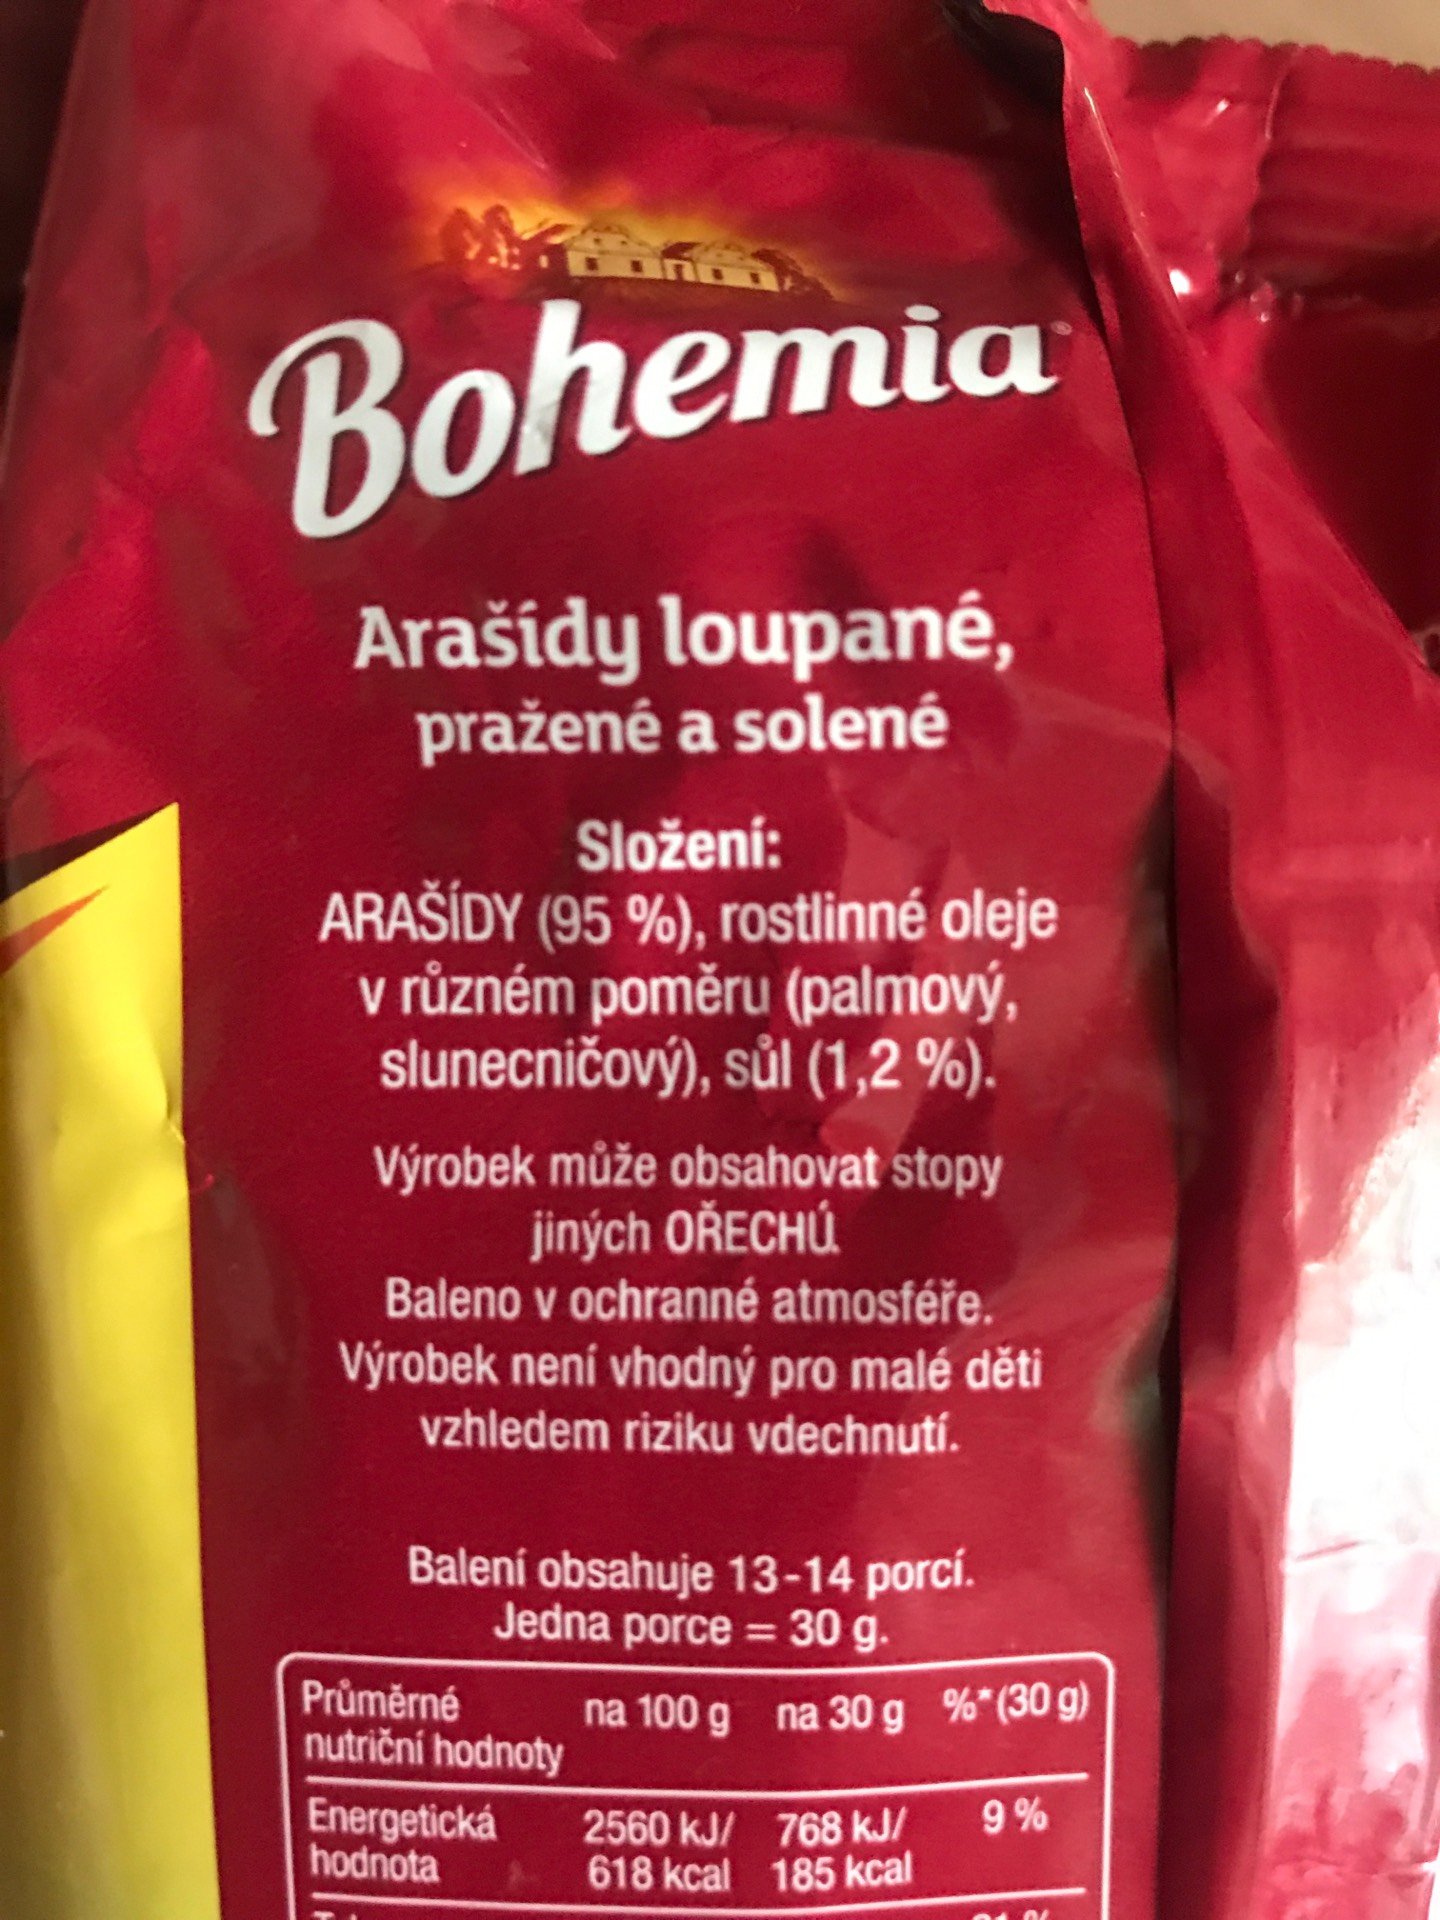 Bohemia
Arašídy loupané,
pražené a solené
Složení:
ARAŠÍDY (95 %), rostlinné oleje
v různém poměru (palmový,
slunecničový), sůl (1,2 %).
Výrobek může obsahovat stopy
jiných OŘECHŮ.
Baleno v ochranné atmosféře.
Výrobek není vhodný pro malé děti
vzhledem riziku vdechnutí.
Balení obsahuje 13-14 porcí.
Jedna porce = 30 g.
Průměrné na 100 g na 30 g %* (30 g)
nutriční hodnoty
Energetická 2560 kJ/ 768 kJ/ 9 %
hodnota 618 kcal 185 kcal